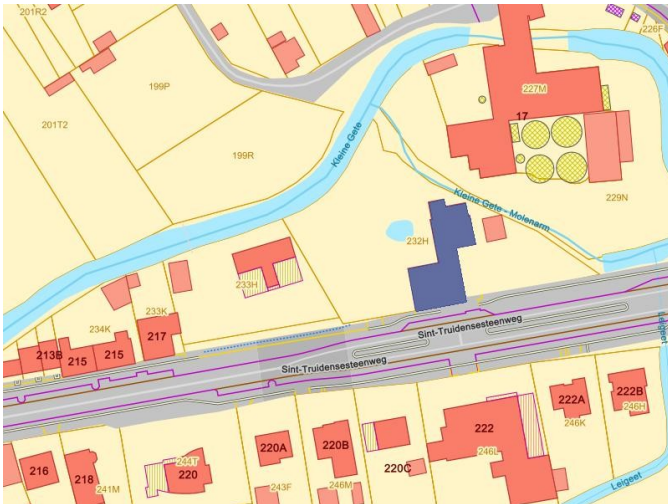 201R2
226F
199P
227M
17
201T2
199R
Kleine Gete
Kleine Gete - Molenarm
229N
232H
233H
233K
234K
217
213B
215
215
Sint-Truidensesteenweg
Sint-Truidensesteenweg
Leigeet
222A
222B
246K
246H
222
246L
220A
220B
220C
244T
220
216
218
241M
243F
246M
Leigeet